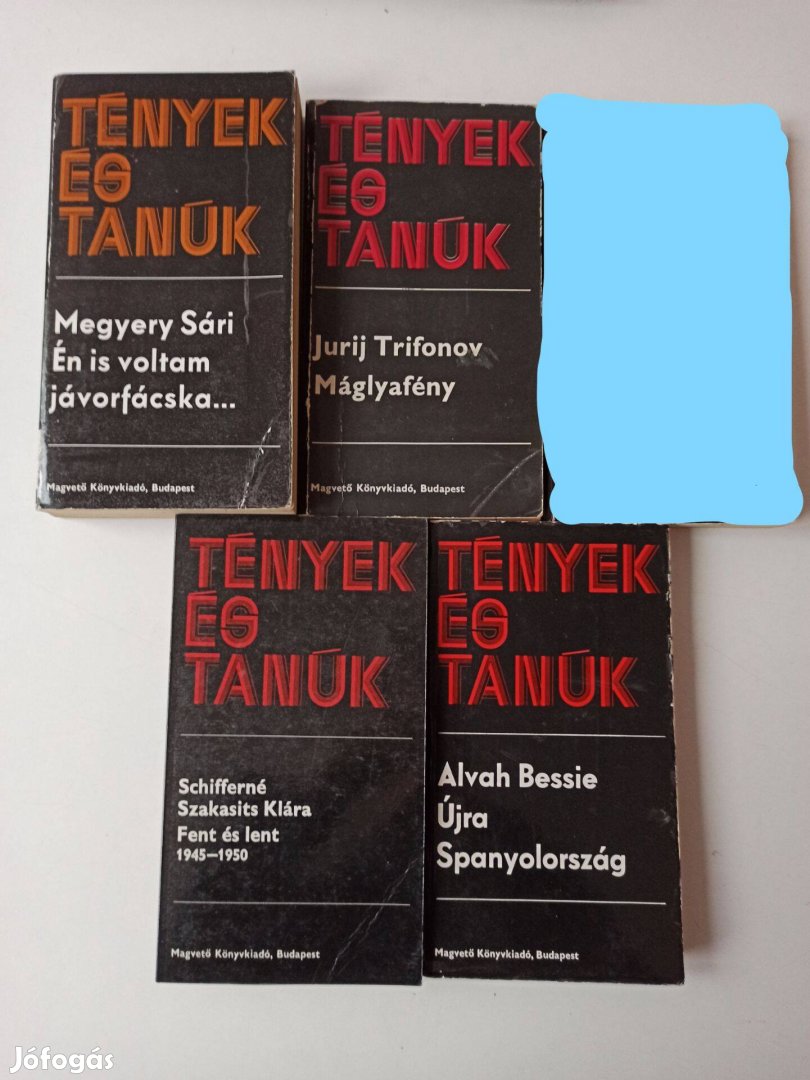 TÉNYEK
ÉS
TANÚK
Megyery Sári
Én is voltam
jávorfácska...
Magvető Könyvkiadó, Budapest
TÉNYEK
ÉS
TANÚK
Jurij Trifonov
Máglyafény
Magvető Könyvkiadó, Budapest
TÉNYEK
ÉS
TANÚK
Schifferné
Szakasits Klára
Fent és lent
1945–1950
Magvető Könyvkiadó, Budapest
TÉNYEK
ÉS
TANÚK
Alvah Bessie
Újra
Spanyolország
Magvető Könyvkiadó, Budapest
Jófogás